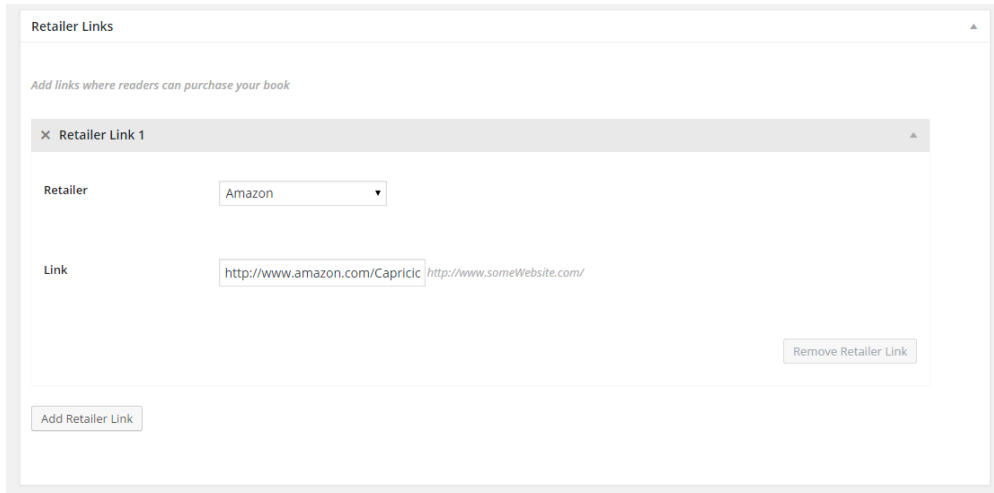 Retailer Links
Add links where readers can purchase your book
Retailer Link 1
Retailer
Amazon
Link
http://www.amazon.com/Capricic http://www.someWebsite.com/
Remove Retailer Link
Add Retailer Link